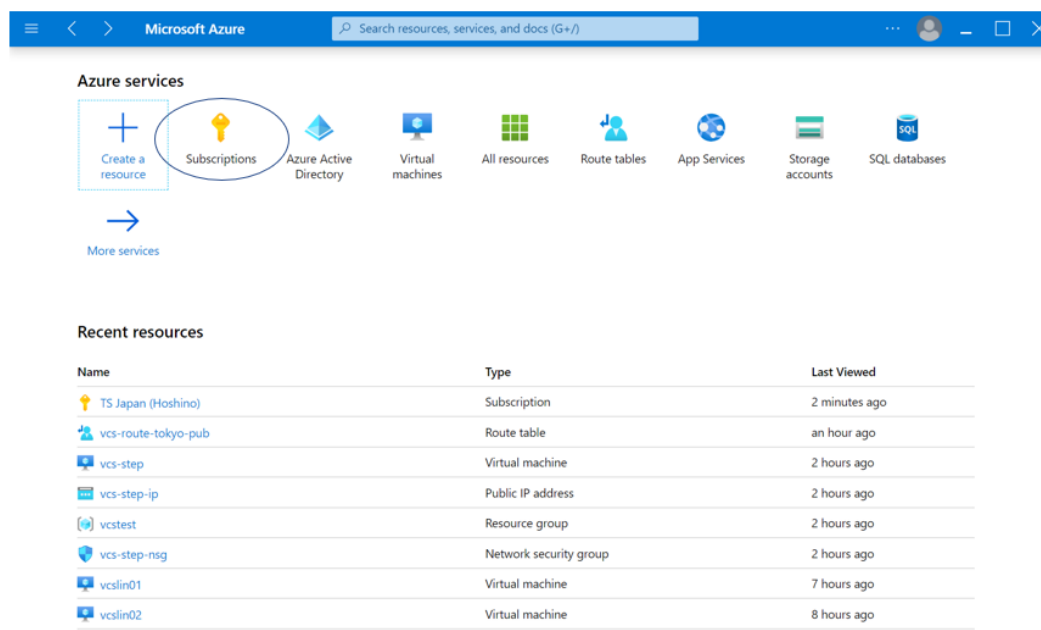 Microsoft Azure
Search resources, services, and docs (G+/)
Azure services
Create a resource
Subscriptions
Azure Active Directory
Virtual machines
All resources
Route tables
App Services
Storage accounts
SQL
SQL databases
More services
Recent resources
Name Type Last Viewed
TS Japan (Hoshino) Subscription 2 minutes ago
vcs-route-tokyo-pub Route table an hour ago
vcs-step Virtual machine 2 hours ago
vcs-step-ip Public IP address 2 hours ago
vcstest Resource group 2 hours ago
vcs-step-nsg Network security group 2 hours ago
vcslin01 Virtual machine 7 hours ago
vcslin02 Virtual machine 8 hours ago